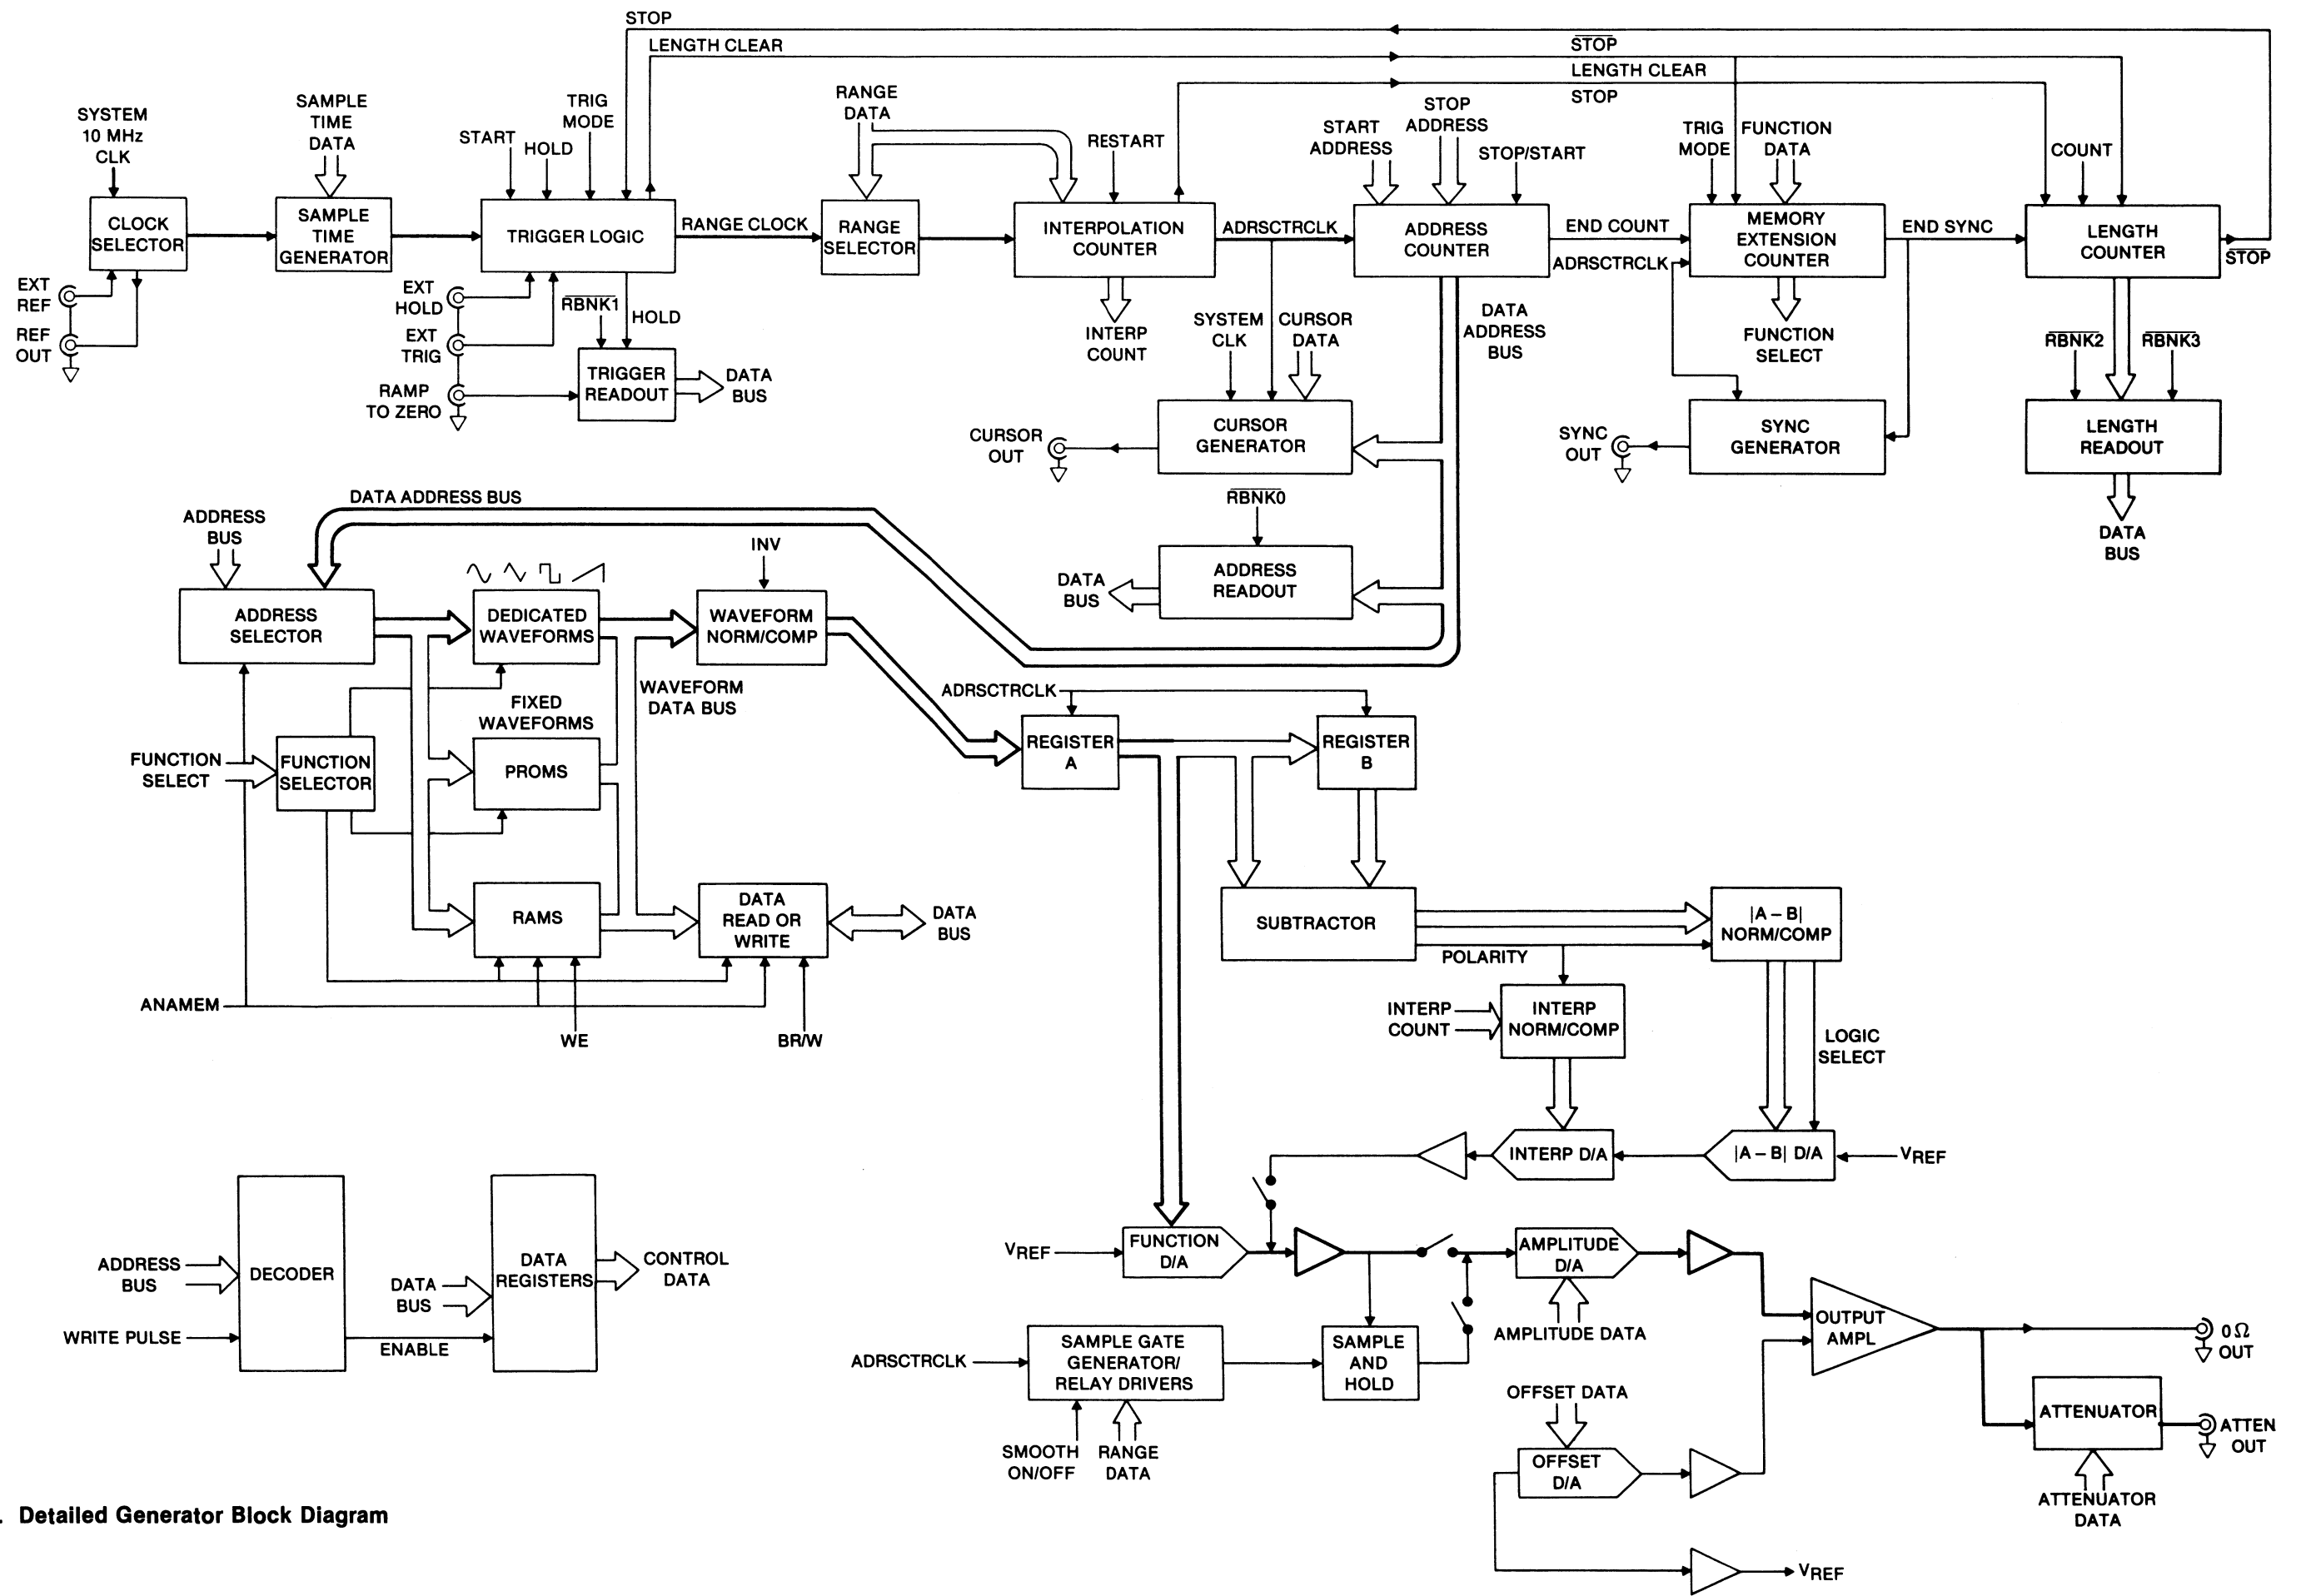 STOP
LENGTH CLEAR
STOP
LENGTH CLEAR
STOP
SYSTEM
10 MHz
CLK
SAMPLE
TIME
DATA
START
HOLD
TRIG
MODE
RANGE
DATA
RESTART
START
ADDRESS
STOP
ADDRESS
STOP/START
TRIG
MODE
FUNCTION
DATA
COUNT
CLOCK
SELECTOR
SAMPLE
TIME
GENERATOR
TRIGGER LOGIC
RANGE CLOCK
RANGE
SELECTOR
INTERPOLATION
COUNTER
ADRSCTRCLK
ADDRESS
COUNTER
END COUNT
ADRSCTRCLK
MEMORY
EXTENSION
COUNTER
END SYNC
LENGTH
COUNTER
STOP
EXT
REF
REF
OUT
EXT
HOLD
EXT
TRIG
RAMP
TO ZERO
RBNK1
HOLD
TRIGGER
READOUT
DATA
BUS
INTERP
COUNT
SYSTEM
CLK
CURSOR
DATA
DATA
ADDRESS
BUS
FUNCTION
SELECT
RBNK2
RBNK3
CURSOR
OUT
CURSOR
GENERATOR
SYNC
OUT
SYNC
GENERATOR
LENGTH
READOUT
DATA
BUS
RBNK0
DATA
BUS
ADDRESS
READOUT
DATA ADDRESS BUS
ADDRESS
BUS
INV
ADDRESS
SELECTOR
DEDICATED
WAVEFORMS
WAVEFORM
NORM/COMP
WAVEFORM
DATA BUS
FIXED
WAVEFORMS
FUNCTION
SELECT
FUNCTION
SELECTOR
PROMS
RAMS
DATA
READ OR
WRITE
DATA
BUS
ANAMEM
WE
BR/W
ADRSCTRCLK
REGISTER
A
REGISTER
B
SUBTRACTOR
POLARITY
|A – B|
NORM/COMP
INTERP
COUNT
INTERP
NORM/COMP
LOGIC
SELECT
INTERP D/A
|A – B| D/A
VREF
VREF
FUNCTION
D/A
AMPLITUDE
D/A
AMPLITUDE DATA
OUTPUT
AMPL
0Ω
OUT
ADDRESS
BUS
WRITE PULSE
DECODER
ENABLE
DATA
BUS
DATA
REGISTERS
CONTROL
DATA
ADRSCTRCLK
SAMPLE GATE
GENERATOR/
RELAY DRIVERS
SAMPLE
AND
HOLD
SMOOTH
ON/OFF
RANGE
DATA
OFFSET DATA
OFFSET
D/A
ATTENUATOR
ATTEN
OUT
ATTENUATOR
DATA
VREF
. Detailed Generator Block Diagram